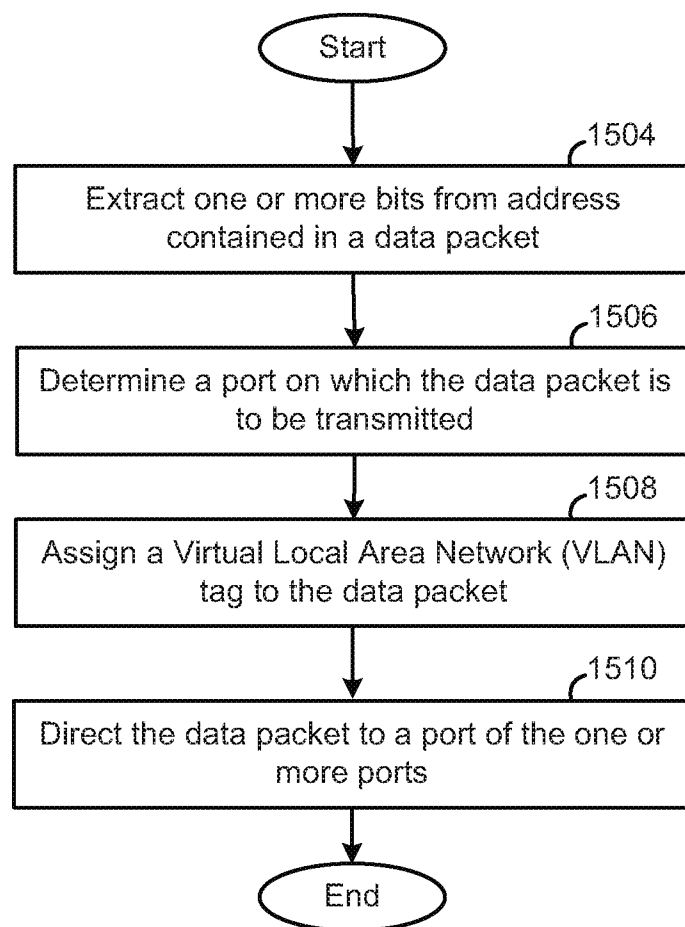 Start
1504
Extract one or more bits from address
contained in a data packet
1506
Determine a port on which the data packet is
to be transmitted
1508
Assign a Virtual Local Area Network (VLAN)
tag to the data packet
1510
Direct the data packet to a port of the one or
more ports
End